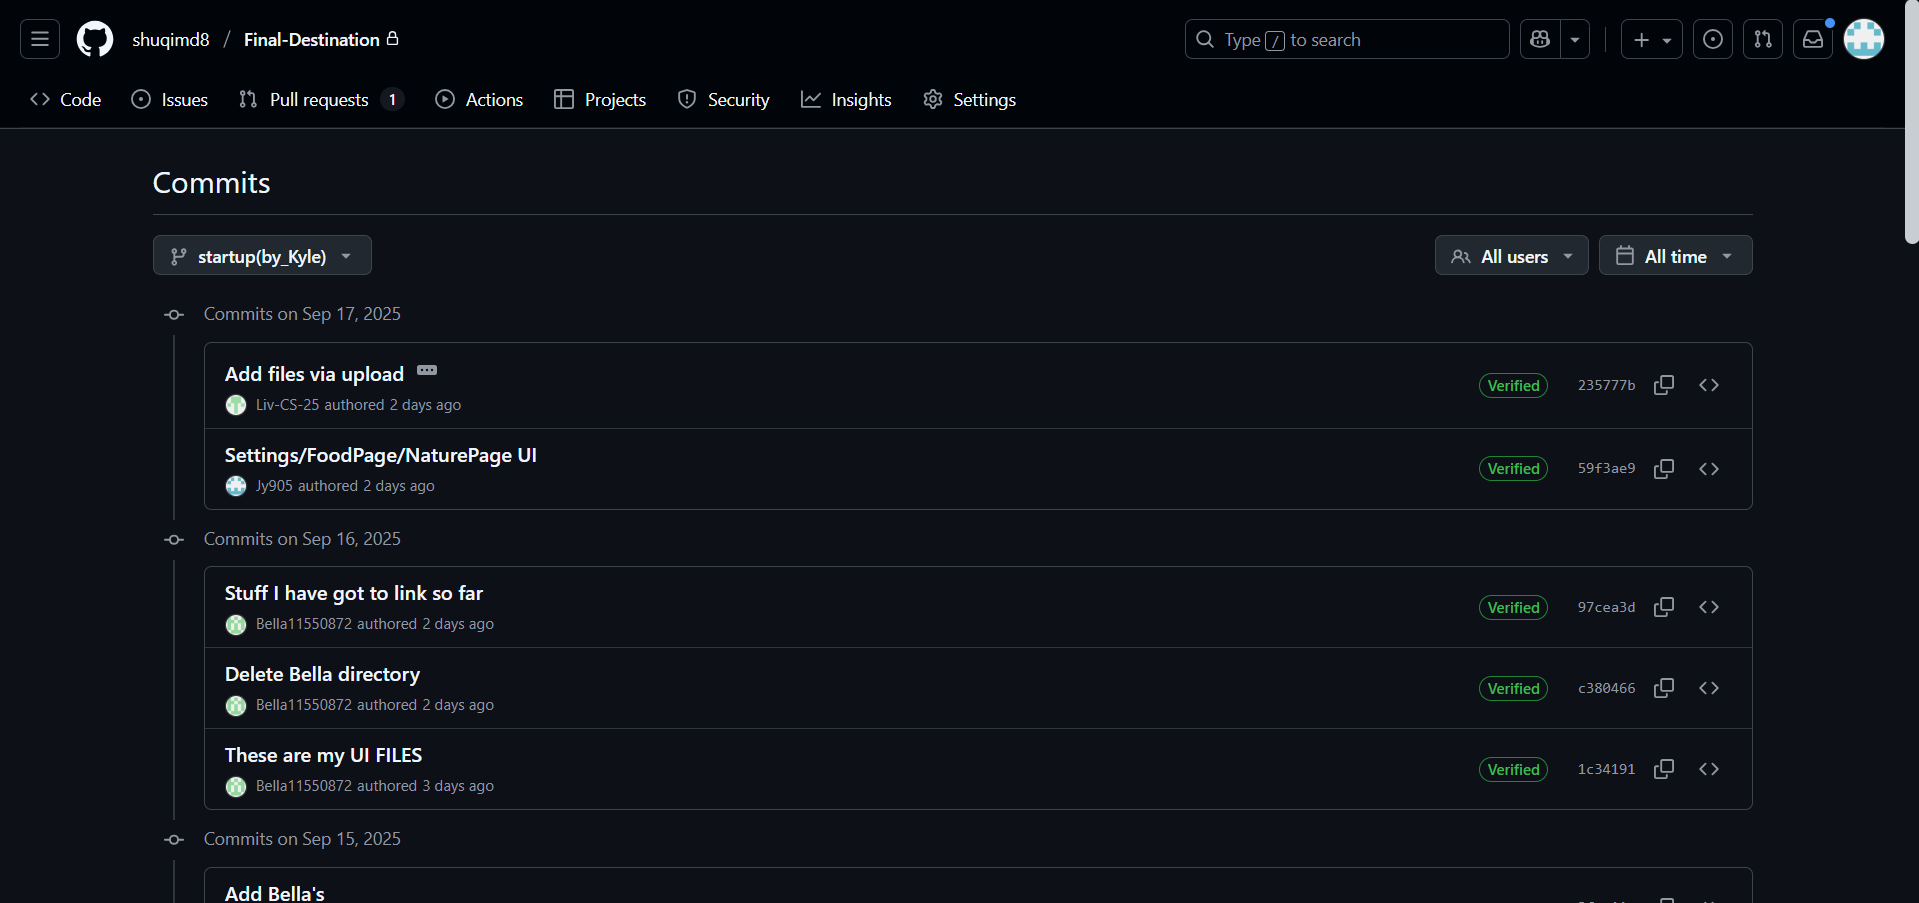 shuqimd8 / Final-Destination
Type / to search
Code Issues Pull requests 1 Actions Projects Security Insights Settings
Commits
startup(by_Kyle)
All users All time
Commits on Sep 17, 2025
Add files via upload
Liv-CS-25 authored 2 days ago
Verified 235777b
Settings/FoodPage/NaturePage UI
Jy905 authored 2 days ago
Verified 59f3ae9
Commits on Sep 16, 2025
Stuff I have got to link so far
Bella11550872 authored 2 days ago
Verified 97cea3d
Delete Bella directory
Bella11550872 authored 2 days ago
Verified c380466
These are my UI FILES
Bella11550872 authored 3 days ago
Verified 1c34191
Commits on Sep 15, 2025
Add Bella's